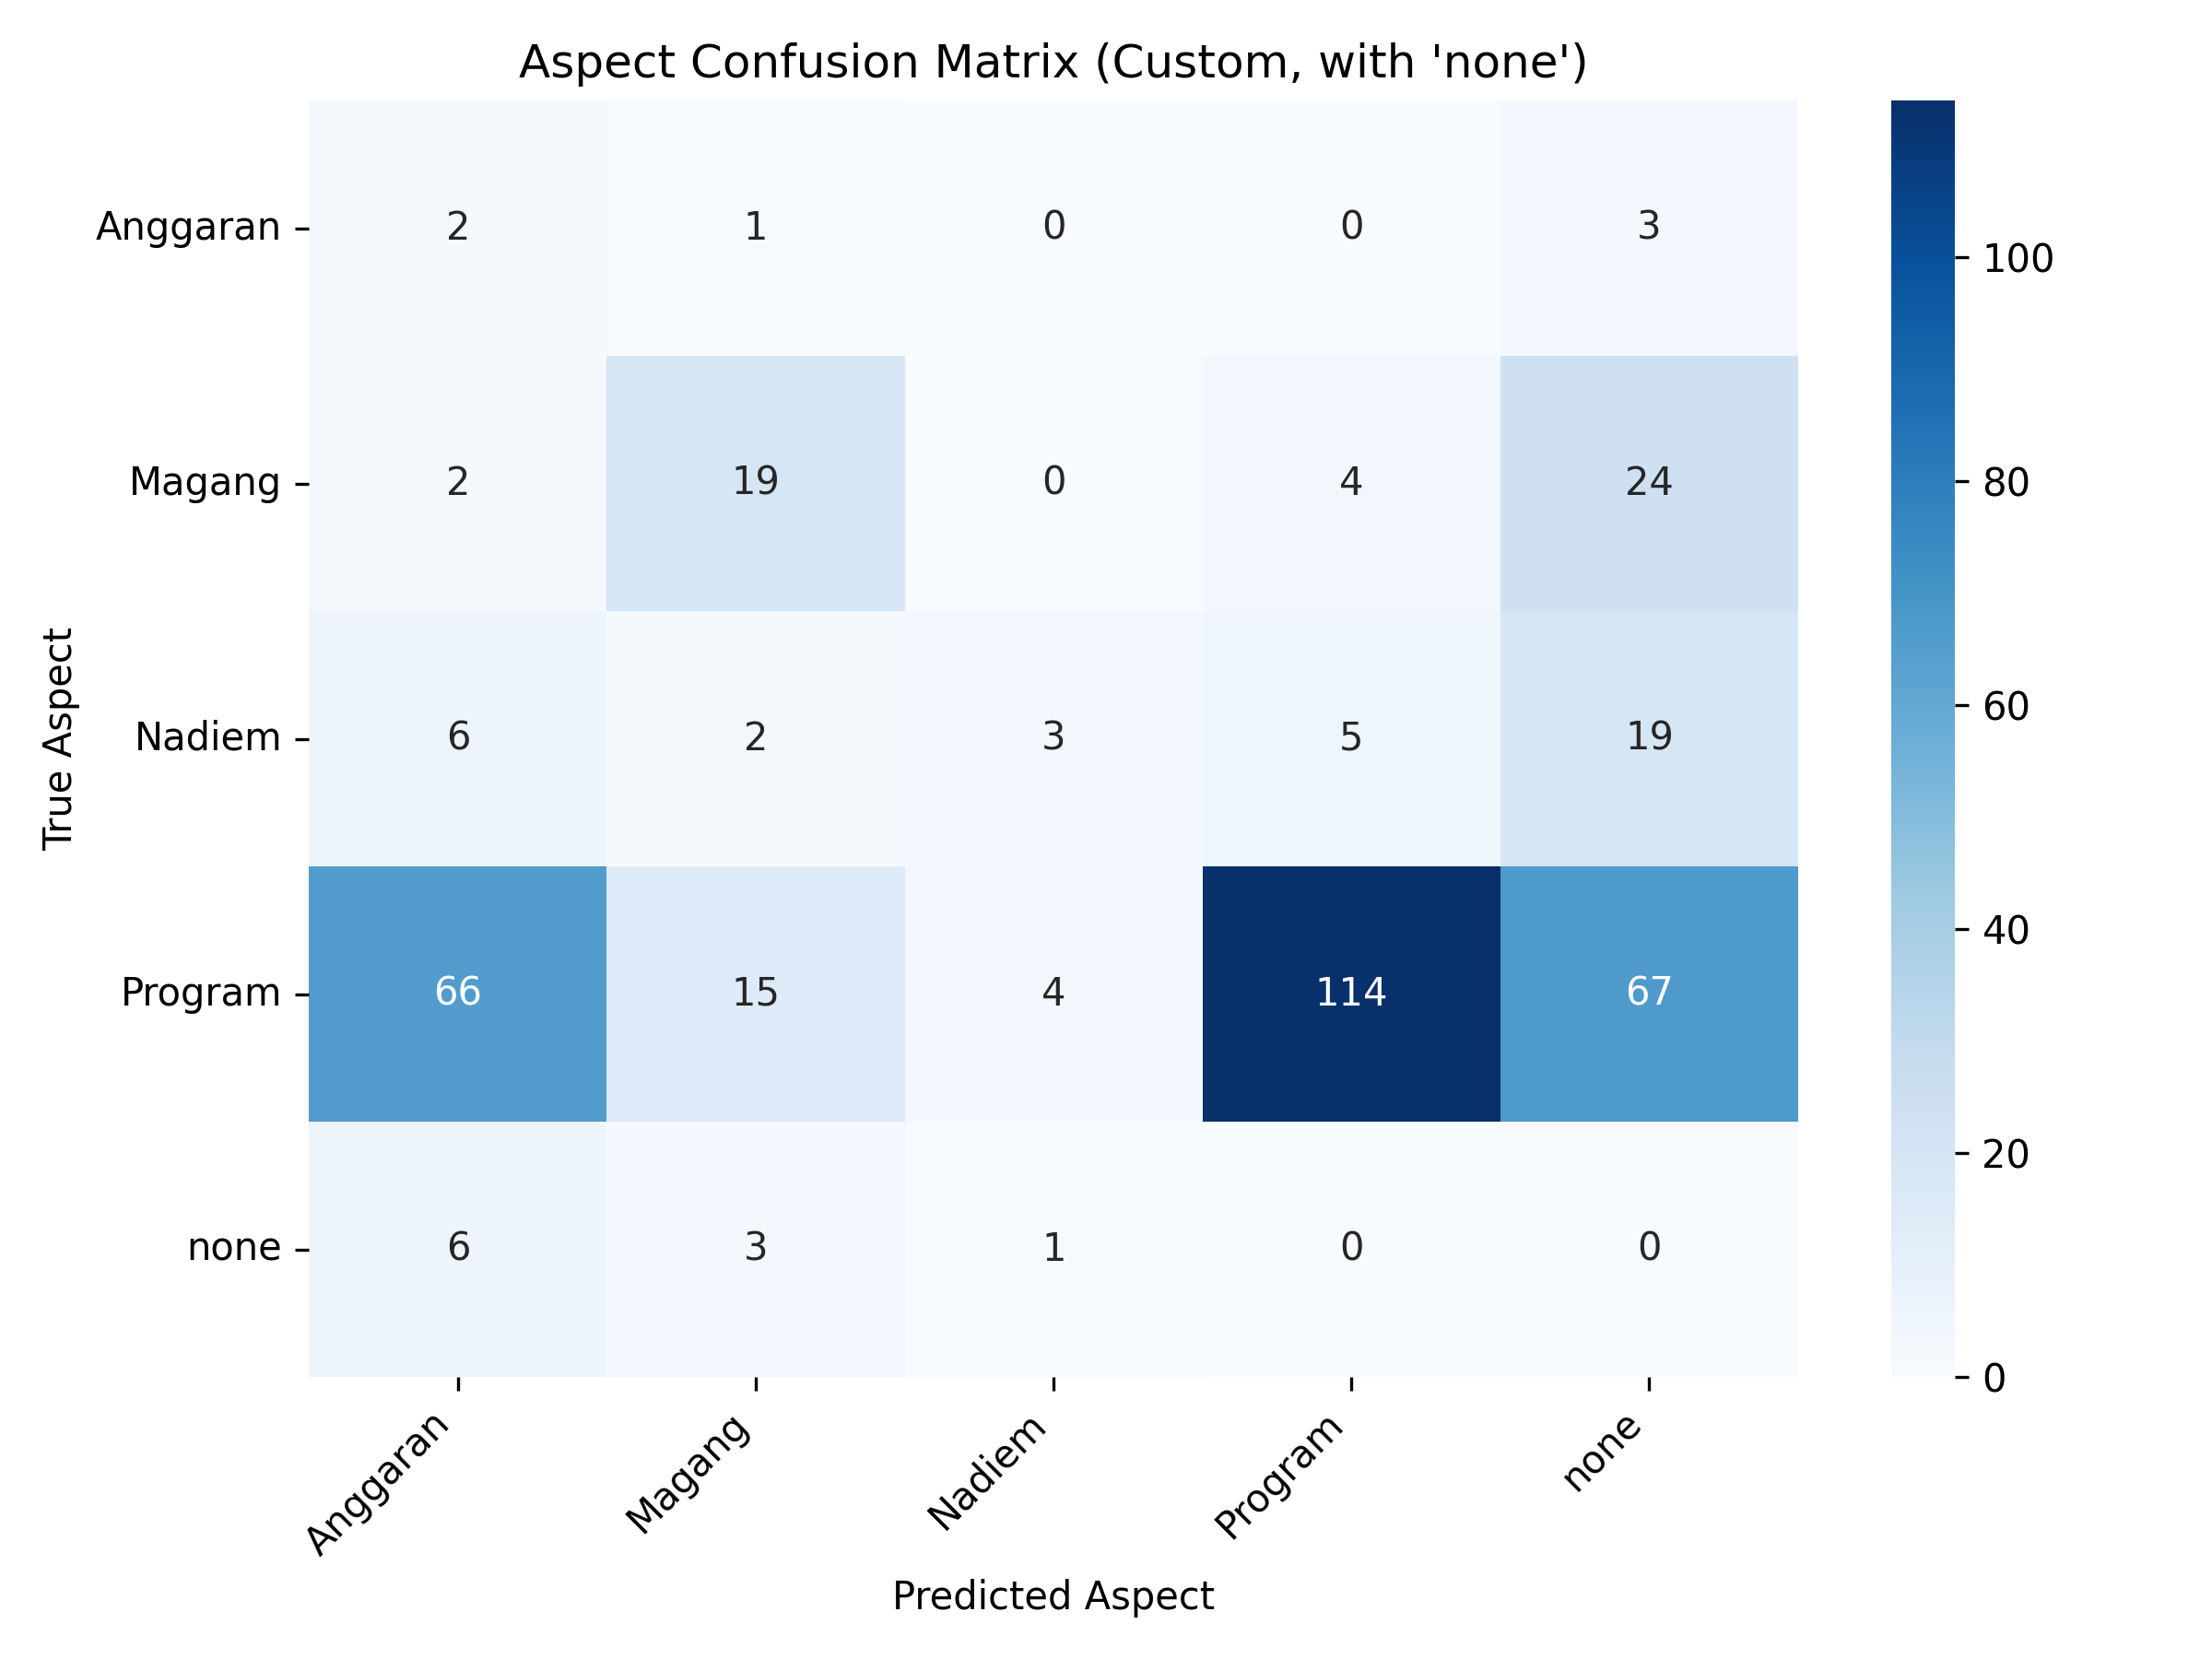 Aspect Confusion Matrix (Custom, with 'none')
True Aspect
Anggaran 2 1 0 0 3
Magang 2 19 0 4 24
Nadiem 6 2 3 5 19
Program 66 15 4 114 67
none 6 3 1 0 0
Anggaran Magang Nadiem Program none
Predicted Aspect
100
80
60
40
20
0